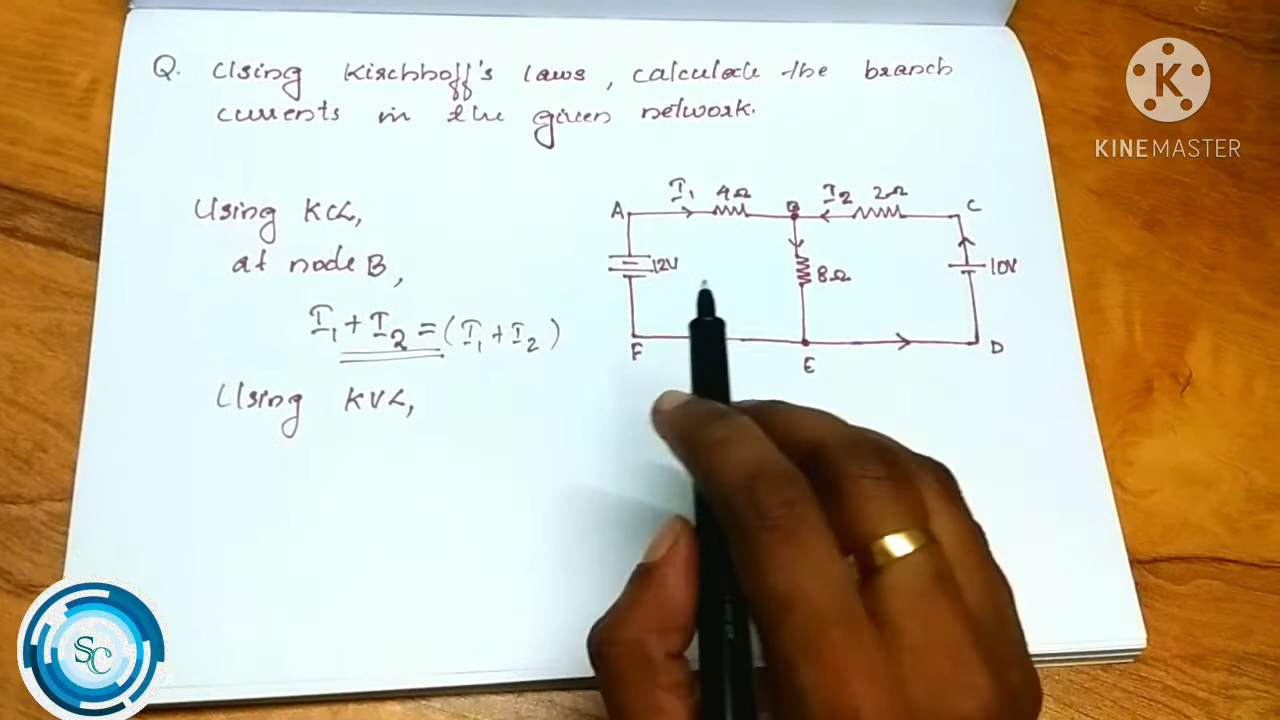 Q. Using Kirchhoff's laws, calculate the branch
currents in the given network.
Using KCL,
at node B,
I₁ + I₂ = (I₁ + I₂)
Using KVL,
A
I₁
4Ω
B
I₂
2Ω
C
12V
8Ω
10V
F
E
D
K
KINEMASTER
SC